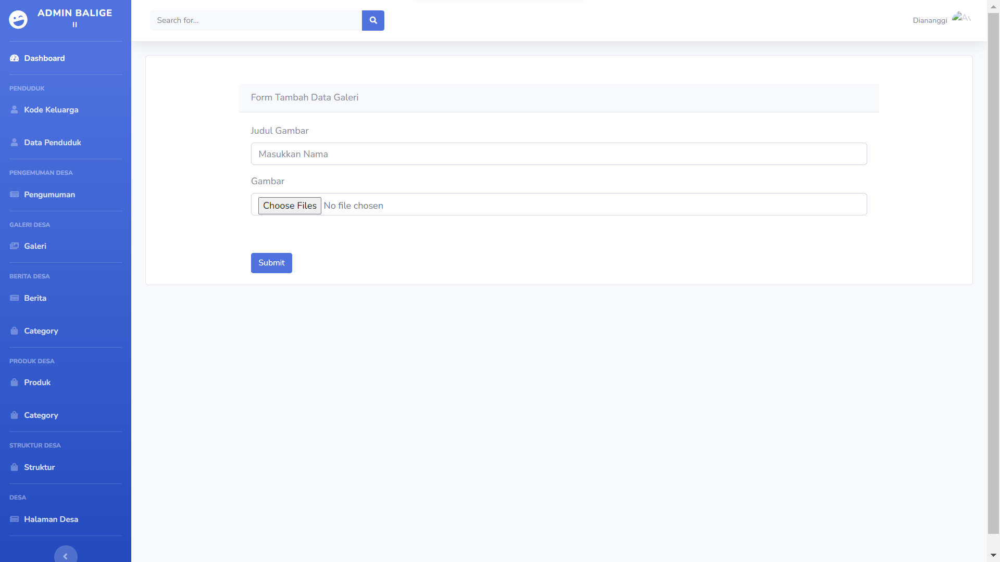 ADMIN BALIGE
II
Dashboard
PENDUDUK
Kode Keluarga
Data Penduduk
PENGEMUMAN DESA
Pengumuman
GALERI DESA
Galeri
BERITA DESA
Berita
Category
PRODUK DESA
Produk
Category
STRUKTUR DESA
Struktur
DESA
Halaman Desa
Search for...
Diananggi
Form Tambah Data Galeri
Judul Gambar
Masukkan Nama
Gambar
Choose Files No file chosen
Submit